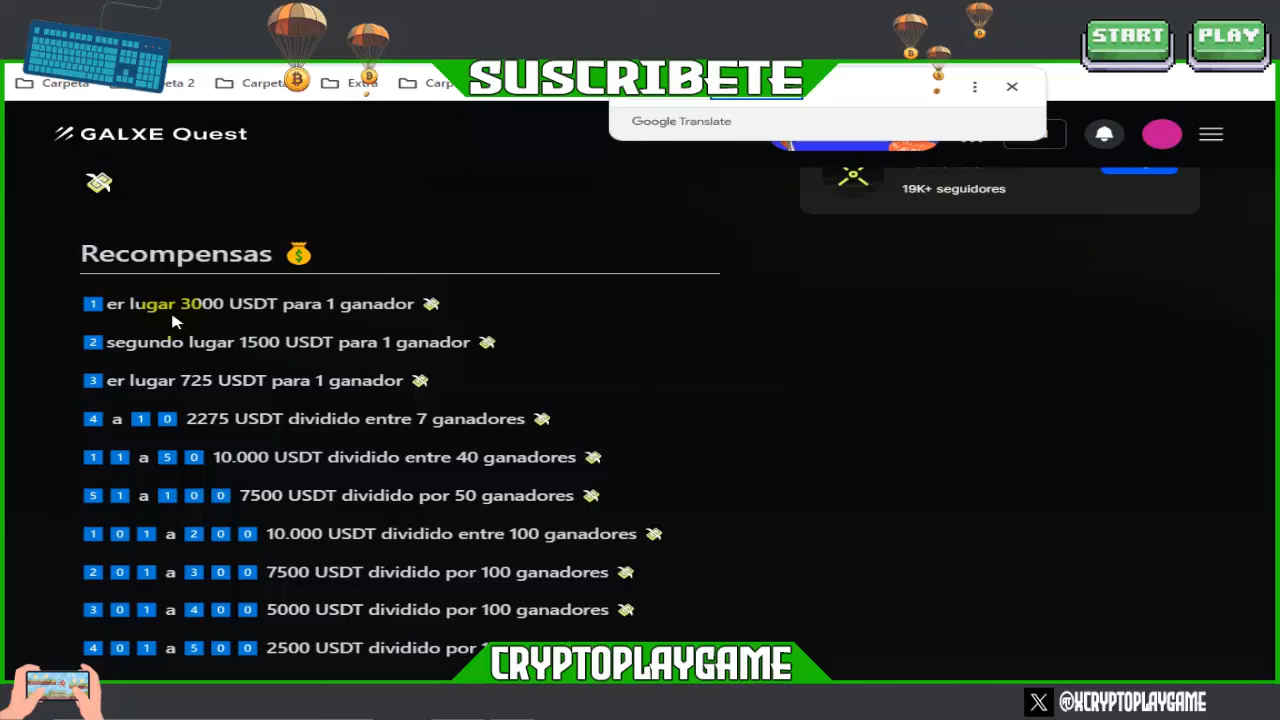 START PLAY
SUSCRIBETE
Carpeta
a 2
Carpeta
Extra
Google Translate
GALXE Quest
19K+ seguidores
Recompensas
1 er lugar 3000 USDT para 1 ganador
2 segundo lugar 1500 USDT para 1 ganador
3 er lugar 725 USDT para 1 ganador
4 a 1 0 2275 USDT dividido entre 7 ganadores
1 1 a 5 0 10.000 USDT dividido entre 40 ganadores
5 1 a 1 0 0 7500 USDT dividido por 50 ganadores
1 0 1 a 2 0 0 10.000 USDT dividido entre 100 ganadores
2 0 1 a 3 0 0 7500 USDT dividido por 100 ganadores
3 0 1 a 4 0 0 5000 USDT dividido por 100 ganadores
4 0 1 a 5 0 0 2500 USDT dividido por
CRYPTOPLAYGAME
X @XCRYPTOPLAYGAME